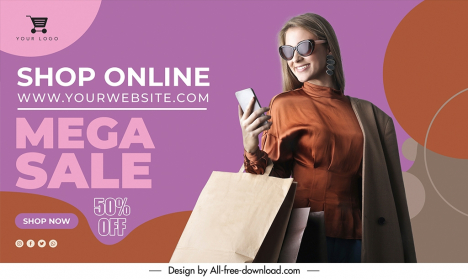 YOUR LOGO
SHOP ONLINE
WWW.YOURWEBSITE.COM
MEGA
SALE
50%
OFF
SHOP NOW
Design by All-free-download.com